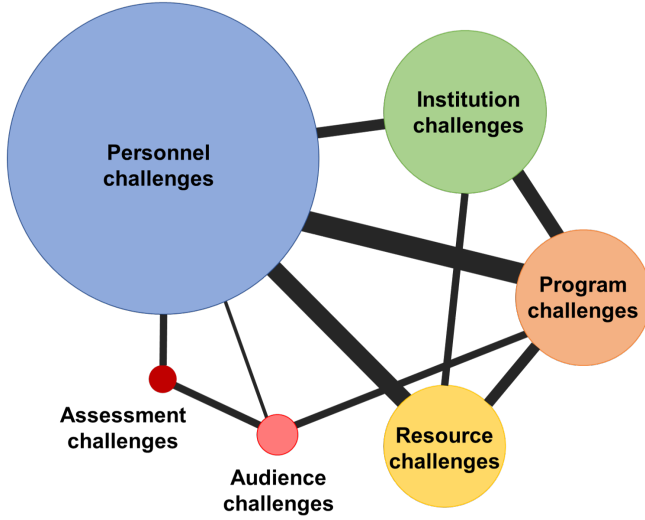 Personnel
challenges
Institution
challenges
Program
challenges
Resource
challenges
Assessment
challenges
Audience
challenges